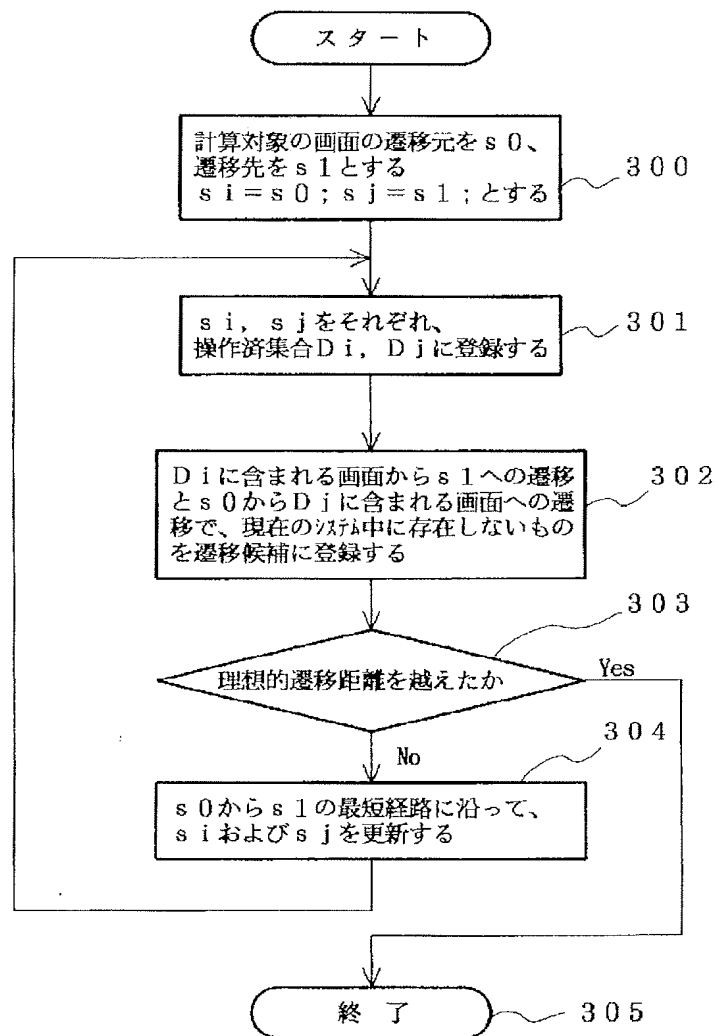 スタート
計算対象の画面の遷移元をs0、
遷移先をs1とする
si=s0;sj=s1;とする
300
si,sjをそれぞれ、
操作済集合Di,Djに登録する
301
Diに含まれる画面からs1への遷移
とs0からDjに含まれる画面への遷
移で、現在のシステム中に存在しないもの
を遷移候補に登録する
302
303
理想的遷移距離を越えたか
Yes
No
304
s0からs1の最短経路に沿って、
siおよびsjを更新する
終了
305